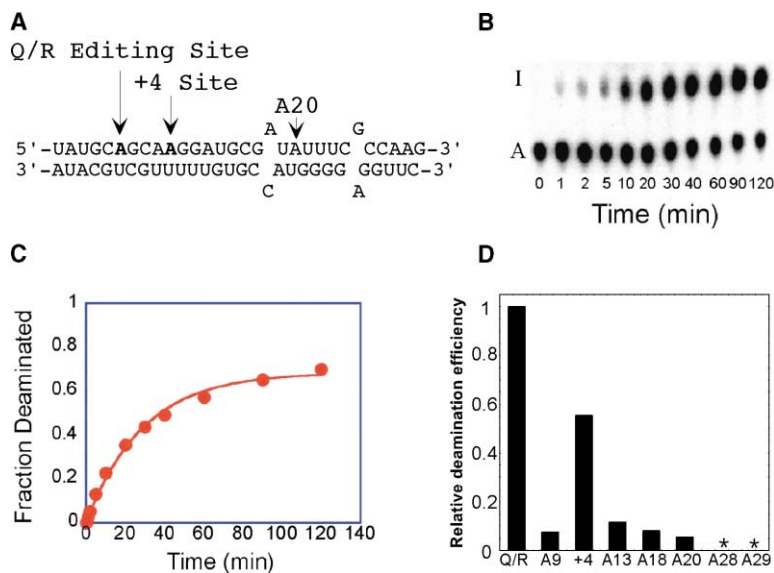 A
Q/R Editing Site
+4 Site
A20
A G
5'-UAUGCAGCAAGGAUGCG UAUUUC CCAAG-3'
3'-AUACGUCGUUUUUGUGC AUGGGG GGUUC-5'
C A
B
I
A
0 1 2 5 10 20 30 40 60 90 120
Time (min)
C
Fraction Deaminated
1
0.8
0.6
0.4
0.2
0
0 20 40 60 80 100 120 140
Time (min)
D
Relative deamination efficiency
1
0.8
0.6
0.4
0.2
0
Q/R A9 +4 A13 A18 A20 A28 A29
* *